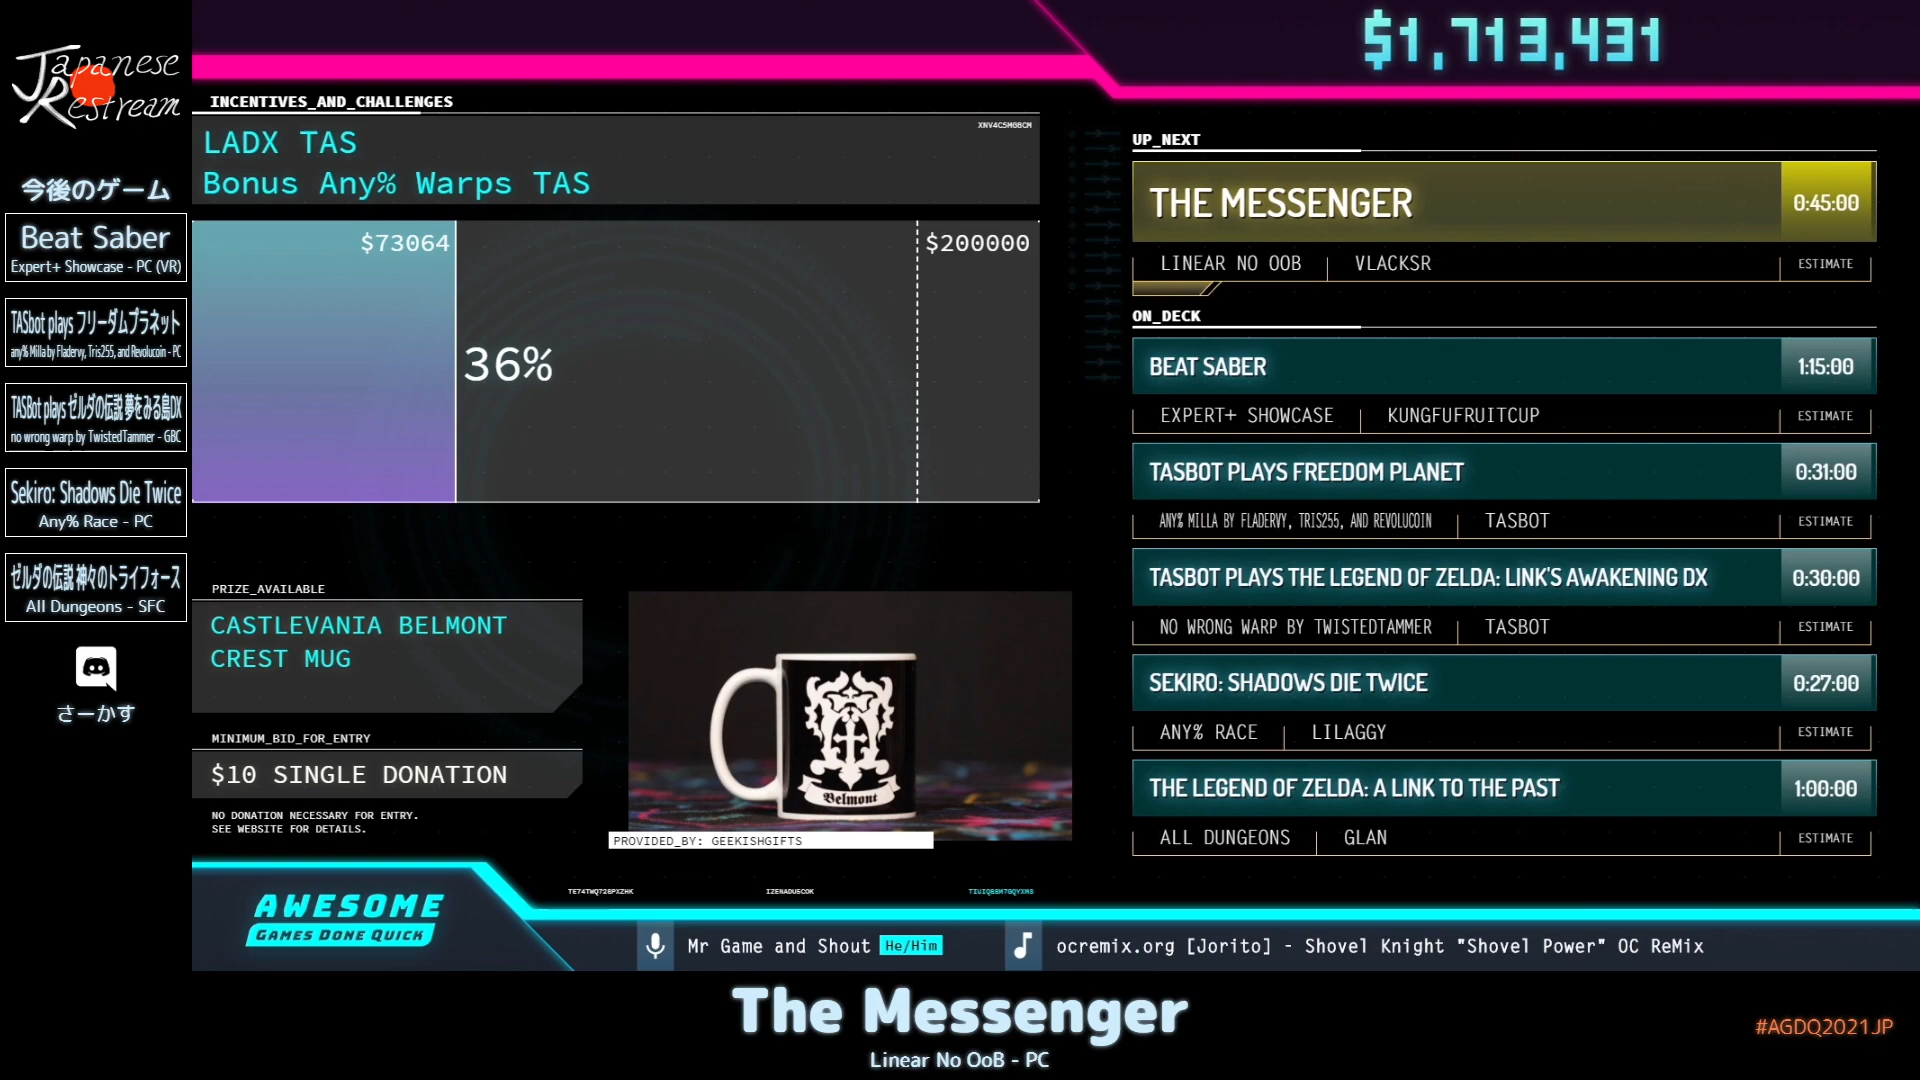 Japanese
Restream
今後のゲーム
Beat Saber
Expert+ Showcase - PC (VR)
TASbot plays フリーダムプラネット
any% Milla by Fladervy, Tris255, and Revolucoin - PC
TASBot plays ゼルダの伝説 夢をみる島DX
no wrong warp by TwistedTammer - GBC
Sekiro: Shadows Die Twice
Any% Race - PC
ゼルダの伝説 神々のトライフォース
All Dungeons - SFC
さーかす
$1,713,431
INCENTIVES_AND_CHALLENGES
LADX TAS
Bonus Any% Warps TAS
$73064
$200000
36%
PRIZE_AVAILABLE
CASTLEVANIA BELMONT
CREST MUG
MINIMUM_BID_FOR_ENTRY
$10 SINGLE DONATION
NO DONATION NECESSARY FOR ENTRY.
SEE WEBSITE FOR DETAILS.
Belmont
PROVIDED_BY: GEEKISHGIFTS
UP_NEXT
THE MESSENGER
0:45:00
LINEAR NO OOB
VLACKSR
ESTIMATE
ON_DECK
BEAT SABER
1:15:00
EXPERT+ SHOWCASE
KUNGFUFRUITCUP
ESTIMATE
TASBOT PLAYS FREEDOM PLANET
0:31:00
ANY% MILLA BY FLADERVY, TRIS255, AND REVOLUCOIN
TASBOT
ESTIMATE
TASBOT PLAYS THE LEGEND OF ZELDA: LINK'S AWAKENING DX
0:30:00
NO WRONG WARP BY TWISTEDTAMMER
TASBOT
ESTIMATE
SEKIRO: SHADOWS DIE TWICE
0:27:00
ANY% RACE
LILAGGY
ESTIMATE
THE LEGEND OF ZELDA: A LINK TO THE PAST
1:00:00
ALL DUNGEONS
GLAN
ESTIMATE
AWESOME
GAMES DONE QUICK
Mr Game and Shout He/Him
ocremix.org [Jorito] - Shovel Knight "Shovel Power" OC ReMix
The Messenger
Linear No OoB - PC
#AGDQ2021JP